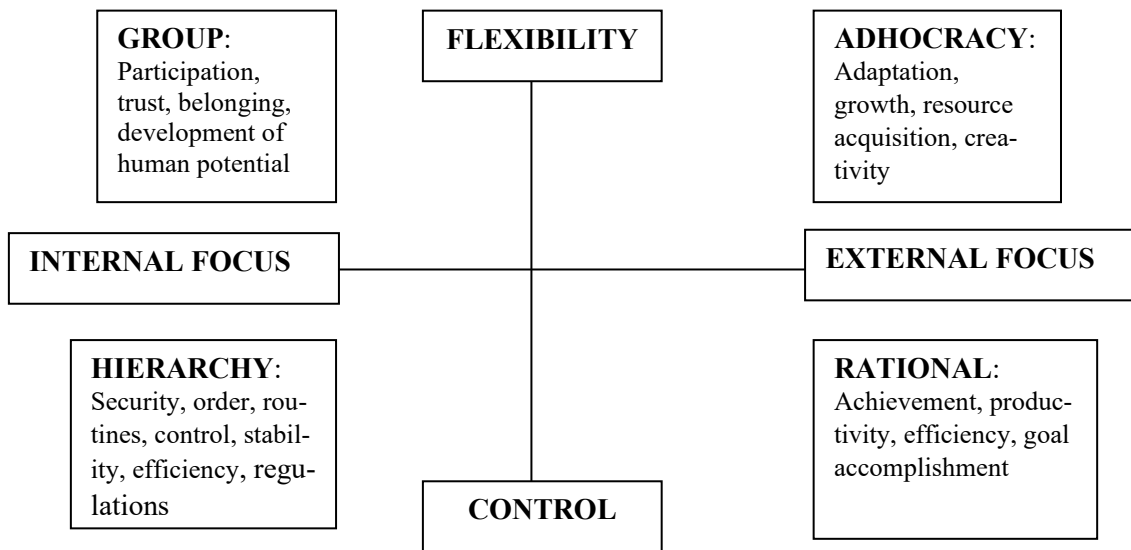 GROUP:
Participation,
trust, belonging,
development of
human potential
FLEXIBILITY
ADHOCRACY:
Adaptation,
growth, resource
acquisition, crea-
tivity
INTERNAL FOCUS
EXTERNAL FOCUS
HIERARCHY:
Security, order, rou-
tines, control, stabil-
ity, efficiency, regu-
lations
CONTROL
RATIONAL:
Achievement, produc-
tivity, efficiency, goal
accomplishment